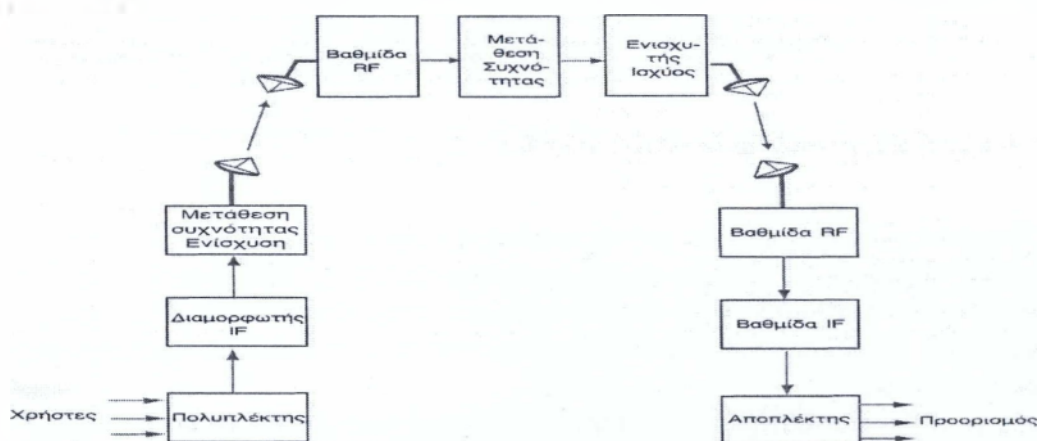 Βαθμίδα
RF
Μετά-
θεση
Συχνό-
τητας
Ενισχυ-
τής
Ισχύος
Μετάθεση
συχνότητας
Ενίσχυση
Διαμορφωτής
IF
Χρήστες
Πολυπλέκτης
Βαθμίδα RF
Βαθμίδα IF
Αποπλέκτης
Προορισμός